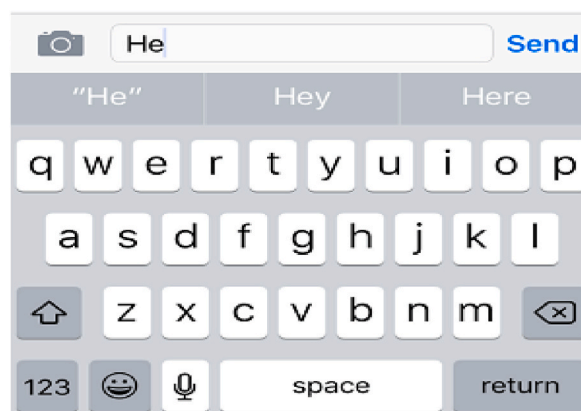 He Send
“He” Hey Here
q w e r t y u i o p
a s d f g h j k l
z x c v b n m
123 space return